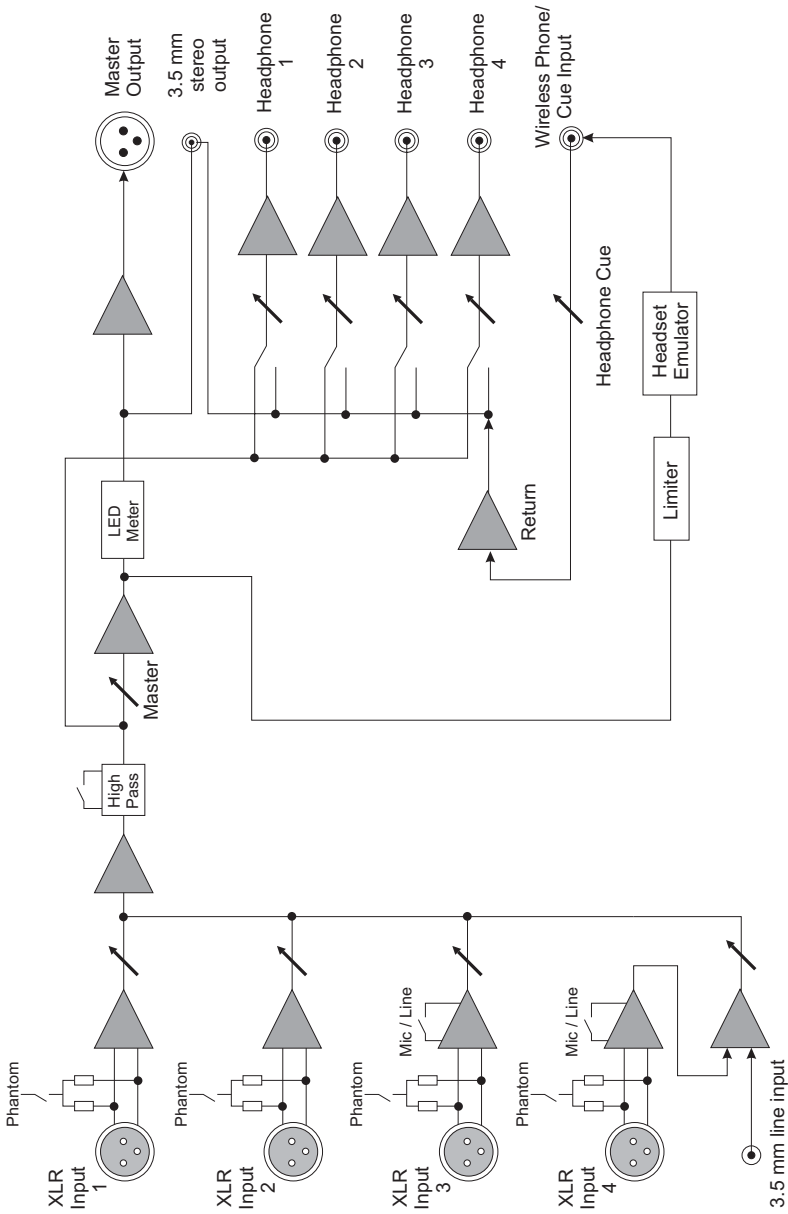 Phantom
XLR
Input
1
Phantom
XLR
Input
2
Phantom
Mic / Line
XLR
Input
3
Phantom
Mic / Line
XLR
Input
4
3.5 mm line input
High
Pass
Master
LED
Meter
Return
Limiter
Headset
Emulator
Headphone Cue
Master
Output
3.5 mm
stereo
output
Headphone
1
Headphone
2
Headphone
3
Headphone
4
Wireless Phone/
Cue Input